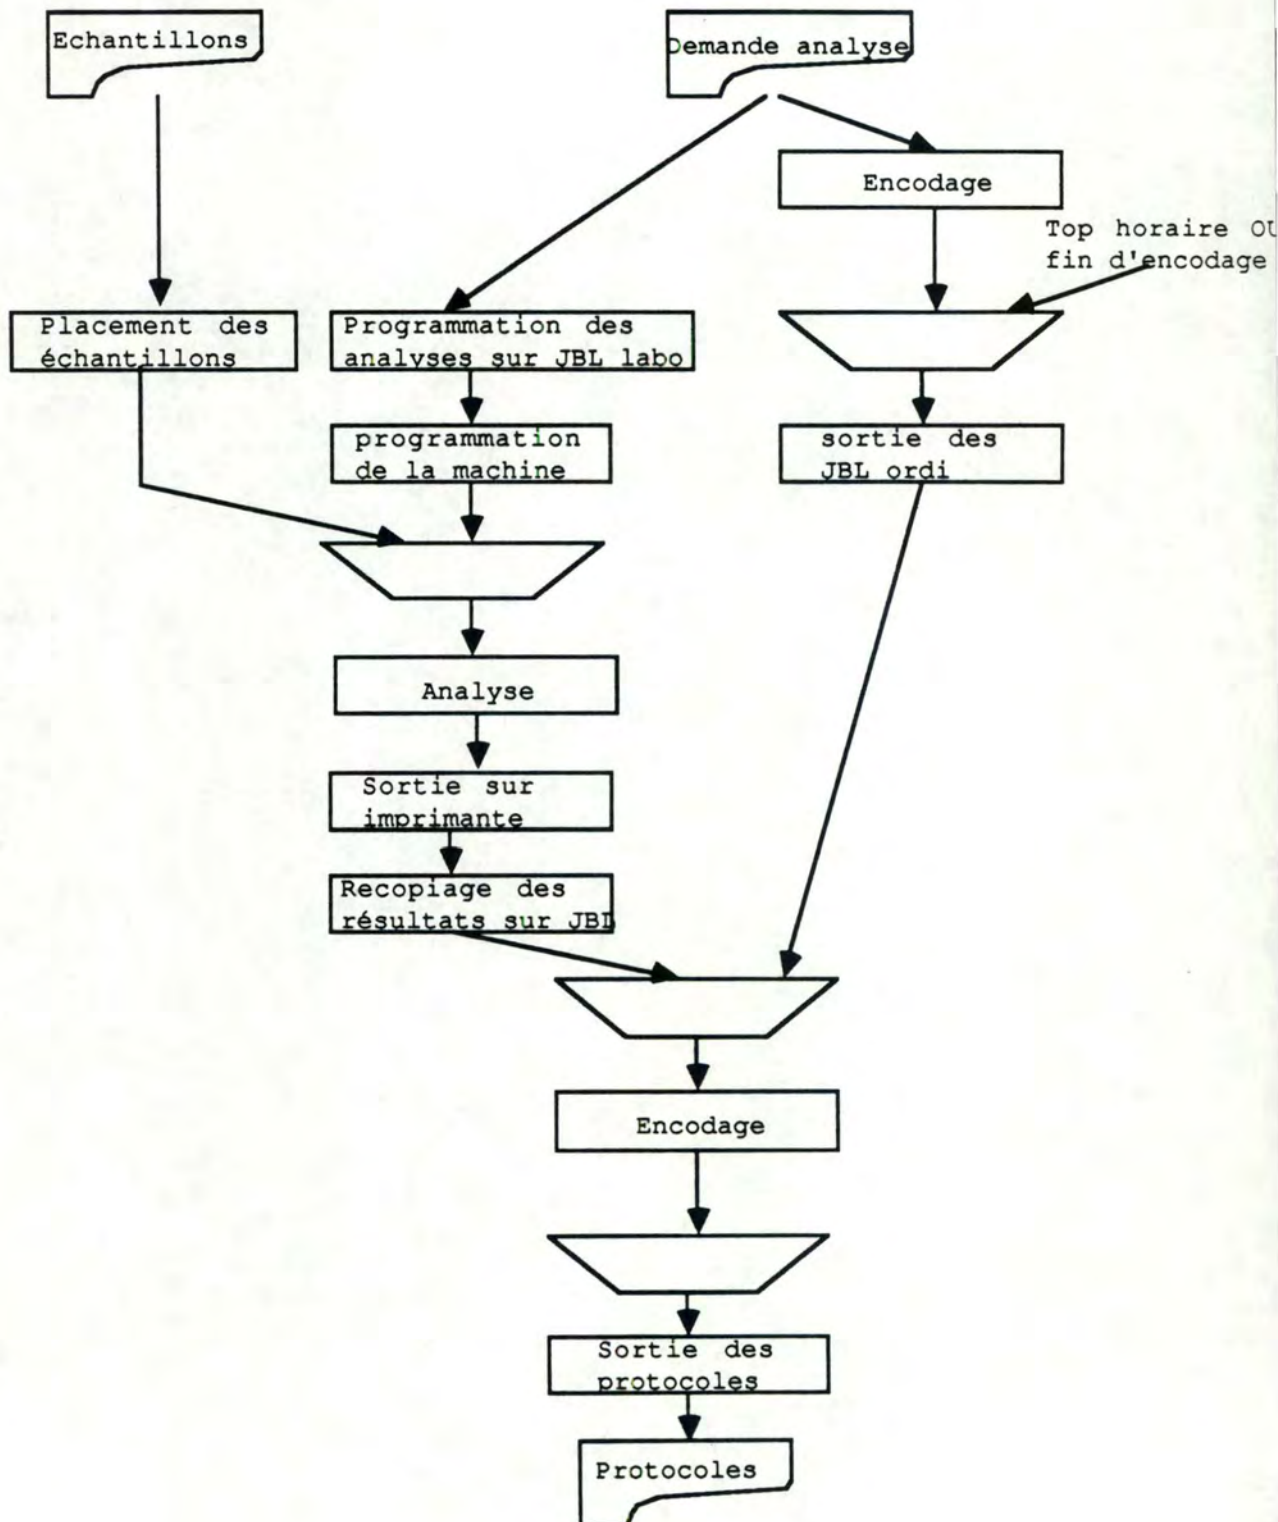 Echantillons
Demande analyse
Encodage
Top horaire OU
fin d'encodage
Placement des
échantillons
Programmation des
analyses sur JBL labo
programmation
de la machine
sortie des
JBL ordi
Analyse
Sortie sur
imprimante
Recopiage des
résultats sur JBL
Encodage
Sortie des
protocoles
Protocoles